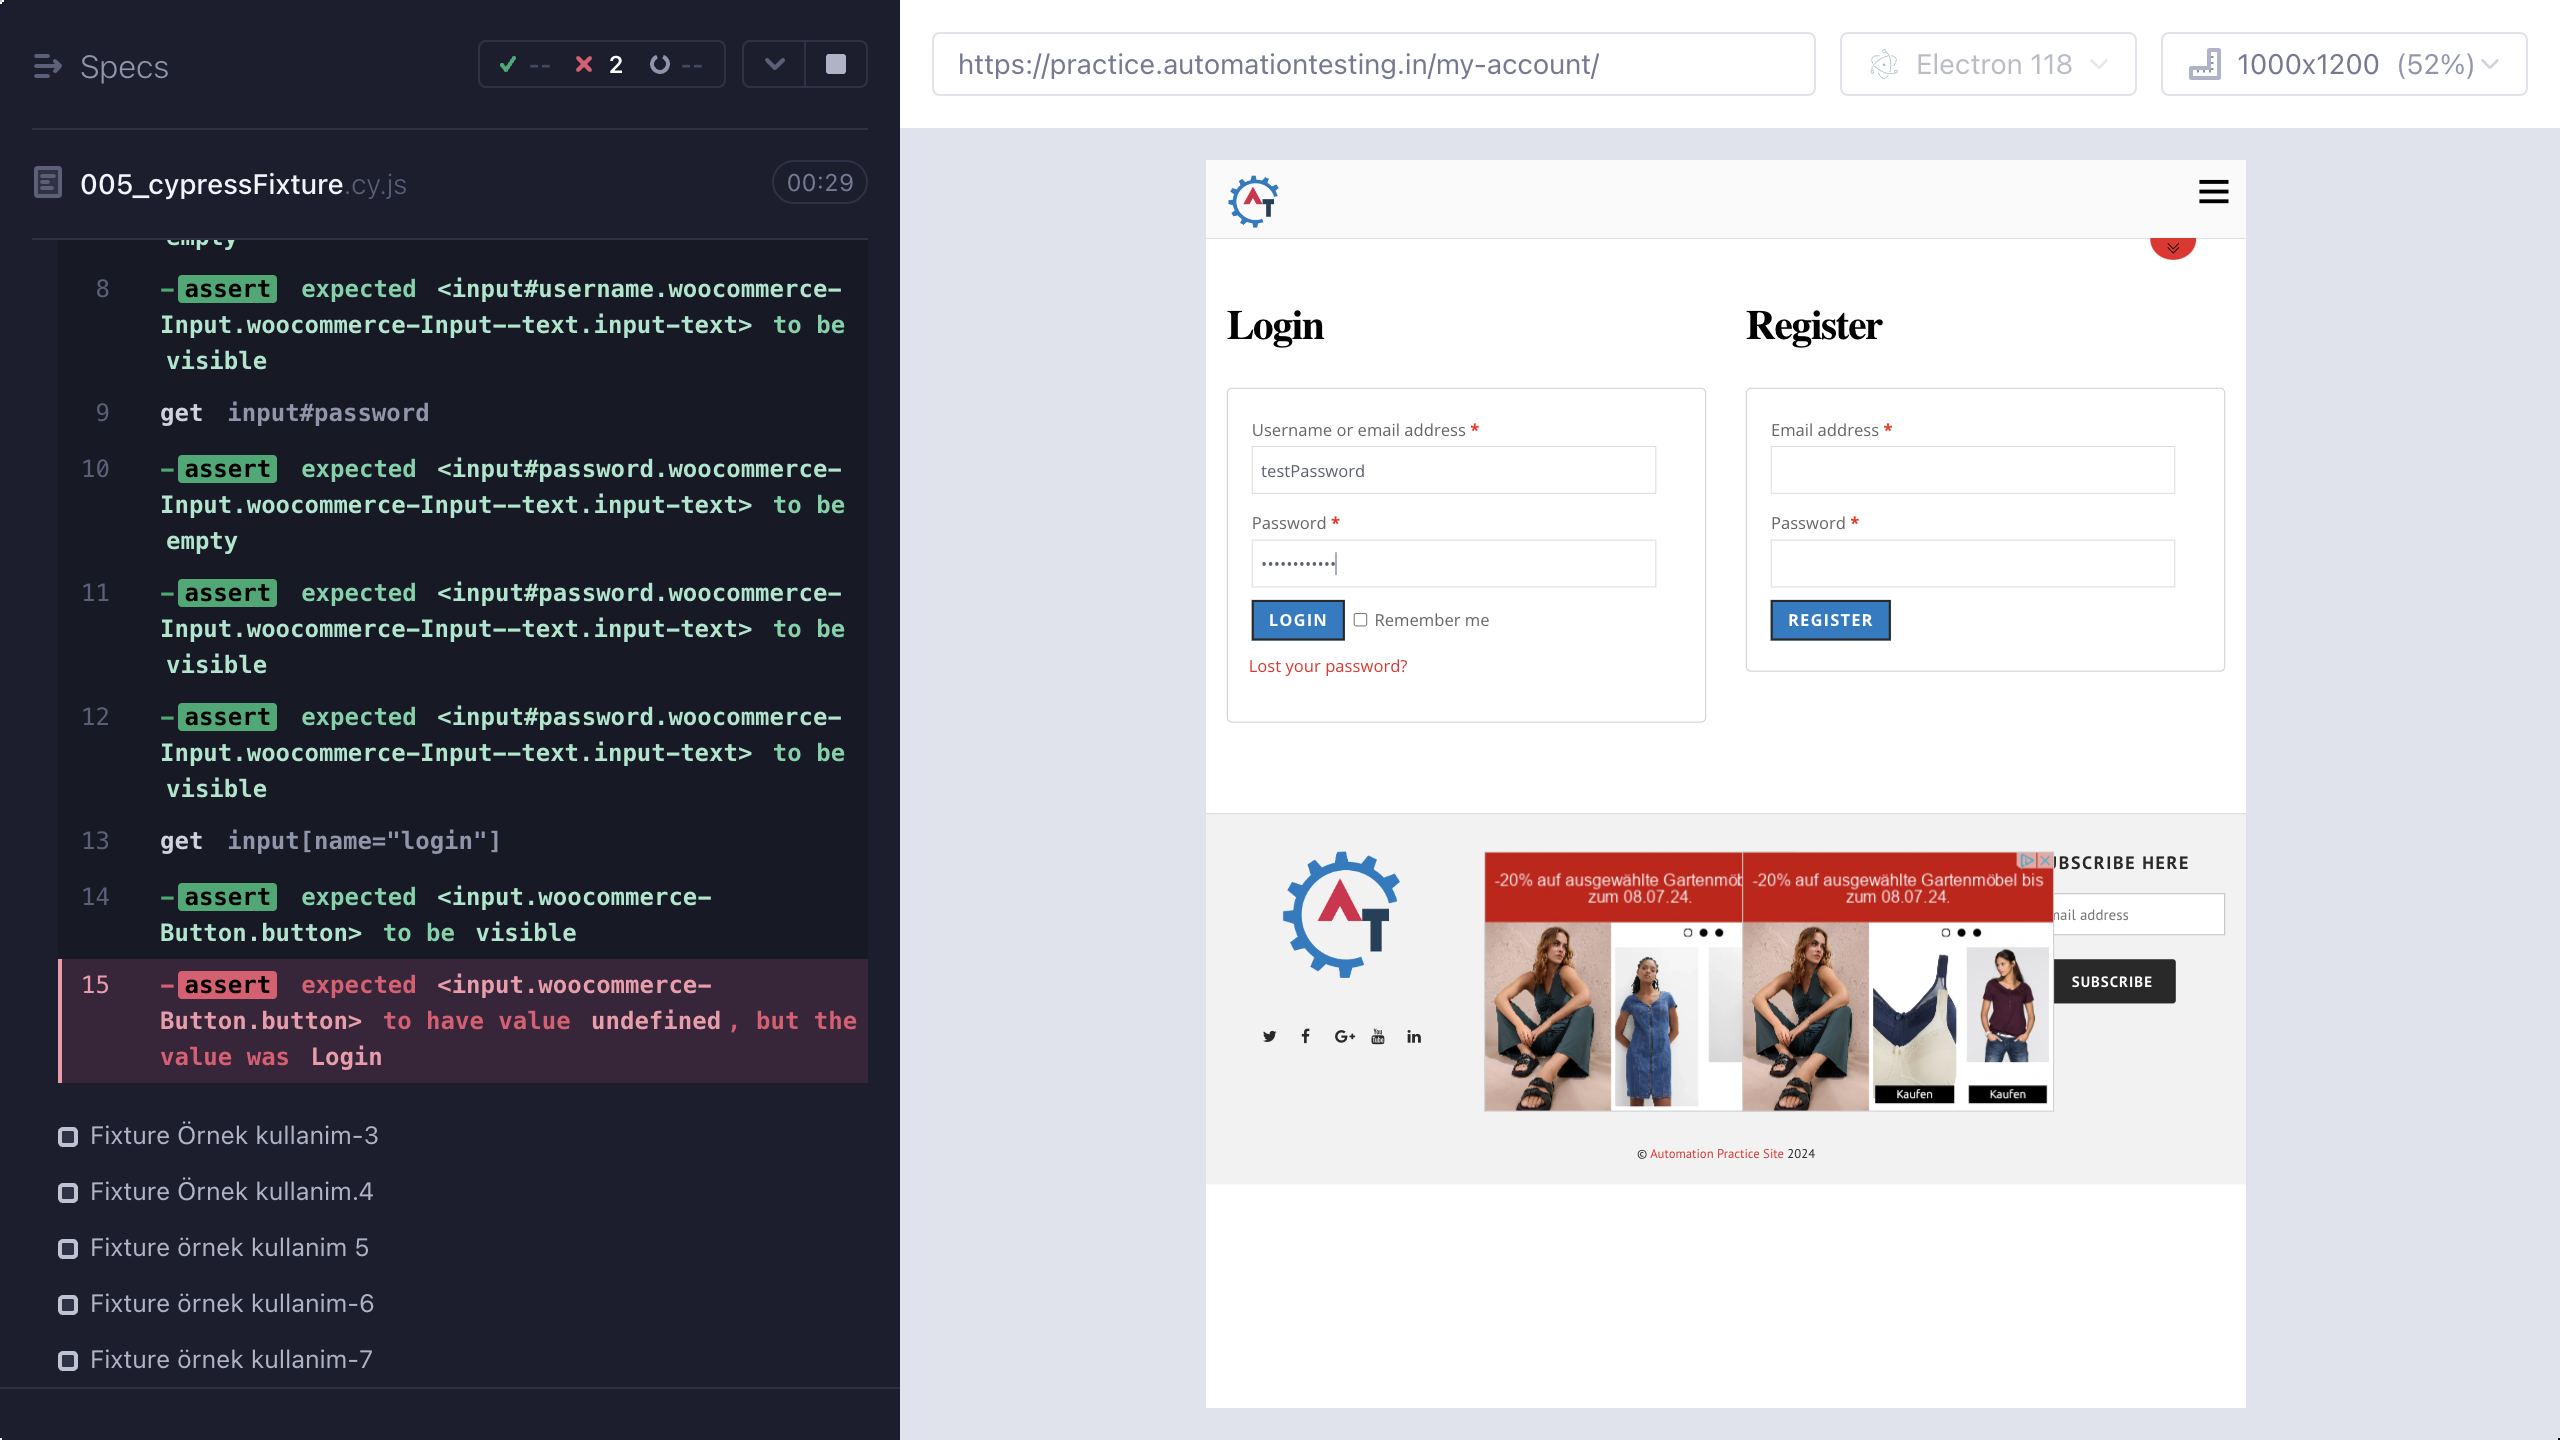 Specs
-- 2 --
005_cypressFixture.cy.js
00:29
empty
8 -assert expected <input#username.woocommerce-
Input.woocommerce-Input--text.input-text> to be
visible
9 get input#password
10 -assert expected <input#password.woocommerce-
Input.woocommerce-Input--text.input-text> to be
empty
11 -assert expected <input#password.woocommerce-
Input.woocommerce-Input--text.input-text> to be
visible
12 -assert expected <input#password.woocommerce-
Input.woocommerce-Input--text.input-text> to be
visible
13 get input[name="login"]
14 -assert expected <input.woocommerce-
Button.button> to be visible
15 -assert expected <input.woocommerce-
Button.button> to have value undefined, but the
value was Login
Fixture Örnek kullanim-3
Fixture Örnek kullanim.4
Fixture örnek kullanim 5
Fixture örnek kullanim-6
Fixture örnek kullanim-7
https://practice.automationtesting.in/my-account/
Electron 118
1000x1200 (52%)
AT
Login
Username or email address *
testPassword
Password *
••••••••••••
LOGIN
Remember me
Lost your password?
Register
Email address *
Password *
REGISTER
AT
-20% auf ausgewählte Gartenmöb
zum 08.07.24.
-20% auf ausgewählte Gartenmöbel bis
zum 08.07.24.
Kaufen
Kaufen
UBSCRIBE HERE
mail address
SUBSCRIBE
© Automation Practice Site 2024